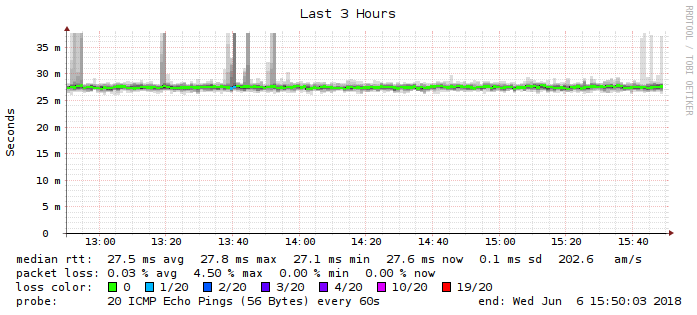 Last 3 Hours
RRDTOOL / TOBI OETIKER
Seconds
35 m
30 m
25 m
20 m
15 m
10 m
5 m
0
13:00 13:20 13:40 14:00 14:20 14:40 15:00 15:20 15:40
median rtt: 27.5 ms avg 27.8 ms max 27.1 ms min 27.6 ms now 0.1 ms sd 202.6 am/s
packet loss: 0.03 % avg 4.50 % max 0.00 % min 0.00 % now
loss color: 0 1/20 2/20 3/20 4/20 10/20 19/20
probe: 20 ICMP Echo Pings (56 Bytes) every 60s end: Wed Jun 6 15:50:03 2018